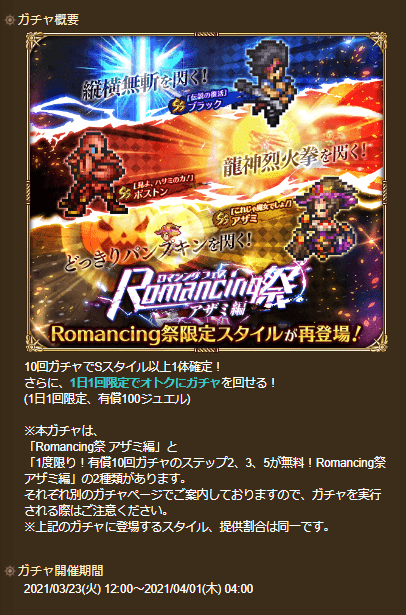 ガチャ概要
縦横無斬を閃く！
SS
[伝説の復活]
ブラック
龍神烈火拳を閃く！
SS
[見よ、ハサミの力！]
ボストン
SS
[これじゃ魔女でしょ！]
アザミ
どっきりパンプキンを閃く！
ロマンシング フェス
Romancing祭
アザミ編
Romancing祭限定スタイルが再登場！
10回ガチャでSスタイル以上1体確定！
さらに、1日1回限定でオトクにガチャを回せる！
(1日1回限定、有償100ジュエル)
※本ガチャは、
「Romancing祭 アザミ編」と
「1度限り！有償10回ガチャのステップ2、3、5が無料！Romancing祭
アザミ編」の2種類があります。
それぞれ別のガチャページでご案内しておりますので、ガチャを実行
される際はご注意ください。
※上記のガチャに登場するスタイル、提供割合は同一です。
ガチャ開催期間
2021/03/23(火) 12:00～2021/04/01(木) 04:00